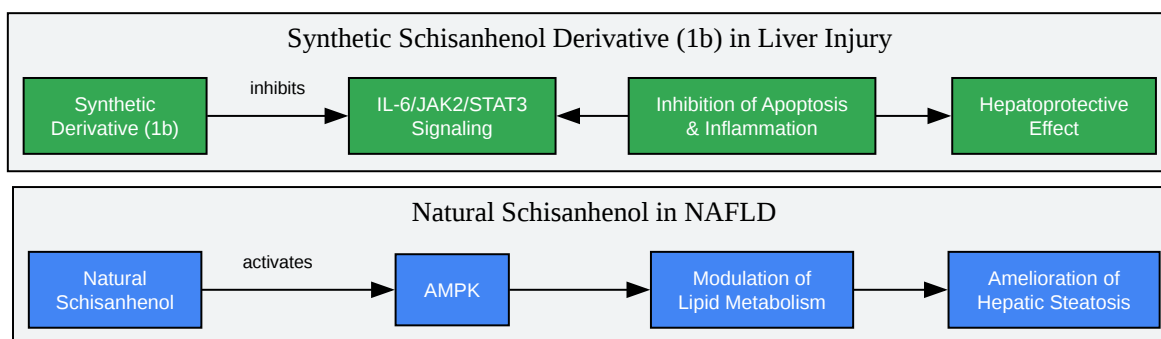 Synthetic Schisanhenol Derivative (1b) in Liver Injury
Synthetic
Derivative (1b)
inhibits
IL-6/JAK2/STAT3
Signaling
Inhibition of Apoptosis
& Inflammation
Hepatoprotective
Effect
Natural Schisanhenol in NAFLD
Natural
Schisanhenol
activates
AMPK
Modulation of
Lipid Metabolism
Amelioration of
Hepatic Steatosis